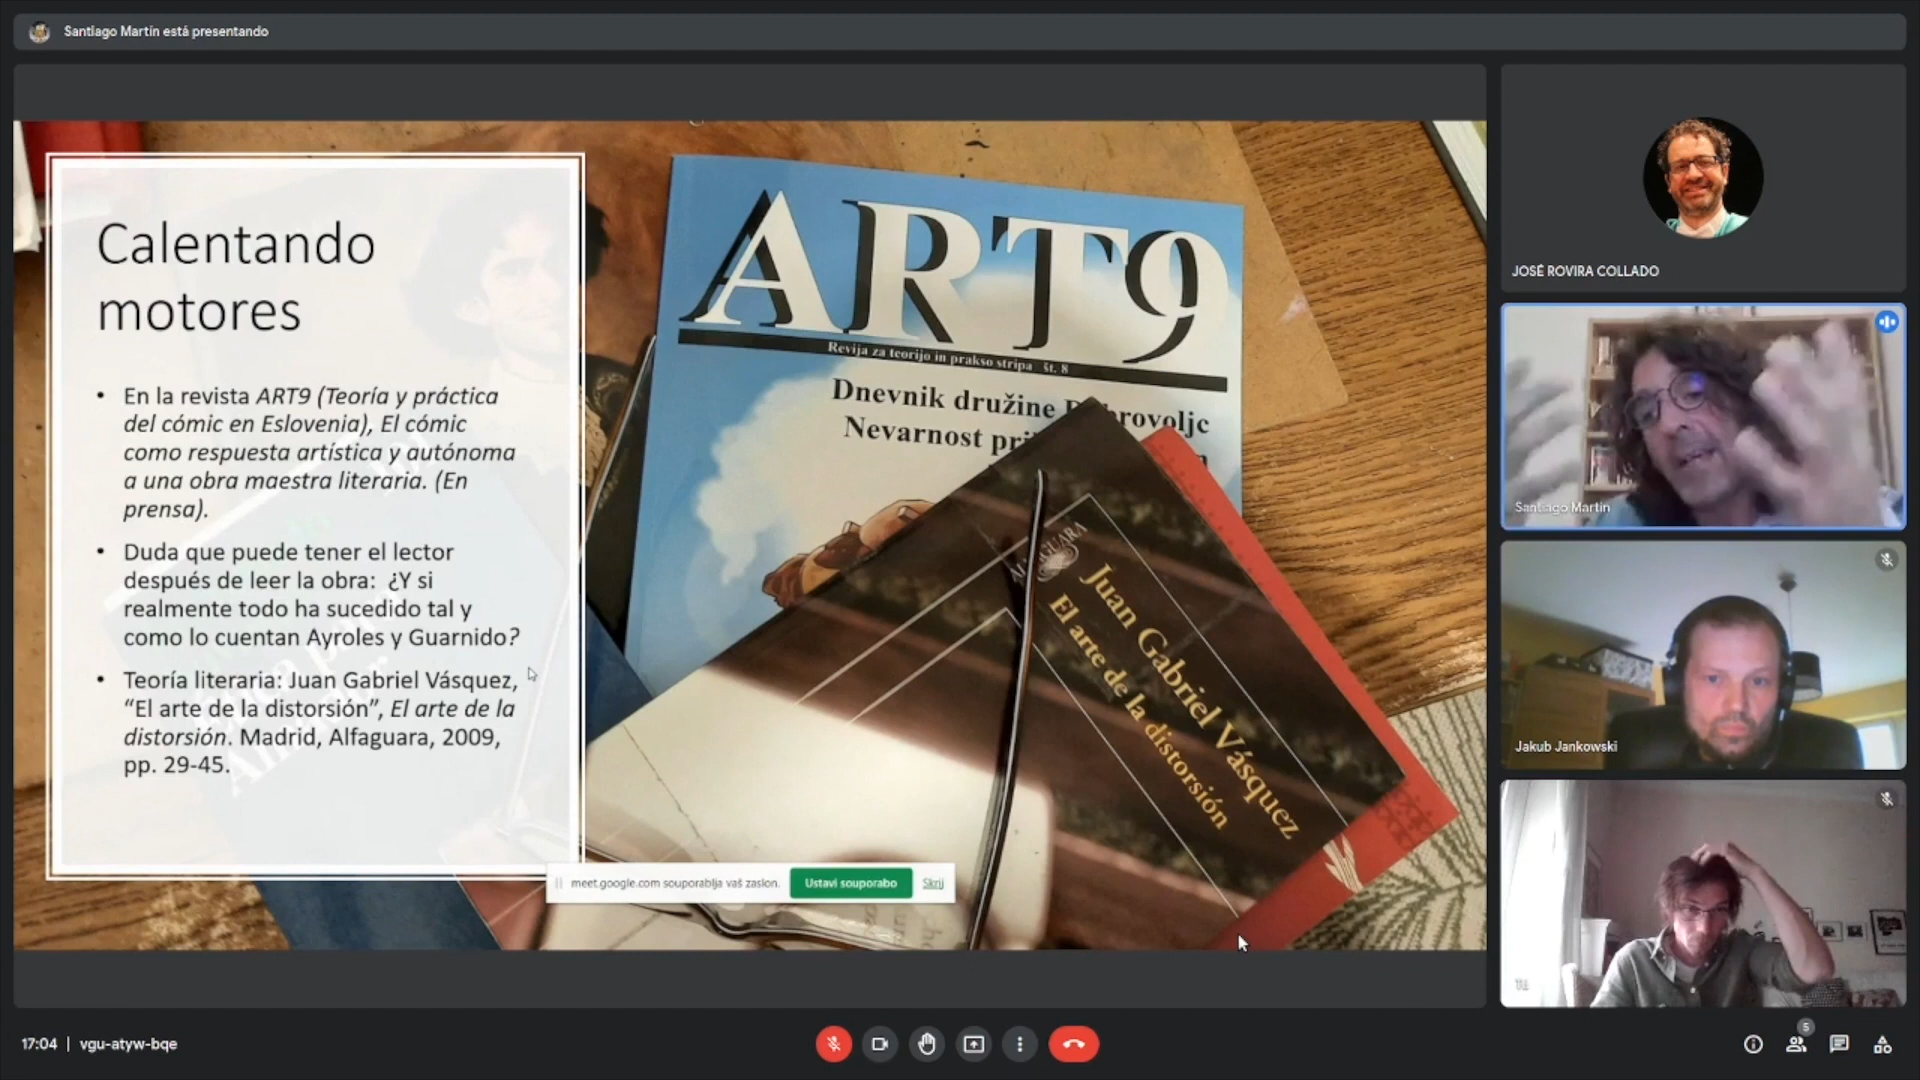 Santiago Martín está presentando
Calentando
motores
• En la revista ART9 (Teoría y práctica
del cómic en Eslovenia), El cómic
como respuesta artística y autónoma
a una obra maestra literaria. (En
prensa).
• Duda que puede tener el lector
después de leer la obra: ¿Y si
realmente todo ha sucedido tal y
como lo cuentan Ayroles y Guarnido?
• Teoría literaria: Juan Gabriel Vásquez,
“El arte de la distorsión”, El arte de la
distorsión. Madrid, Alfaguara, 2009,
pp. 29-45.
ART9
Revija za teorijo in prakso stripa št. 8
Dnevnik družine
Nevarnost
ALFAGUARA
Juan Gabriel Vásquez
El arte de la distorsión
meet.google.com souporablja vaš zaslon.
Ustavi souporabo
Skrij
JOSÉ ROVIRA COLLADO
Santiago Martín
Jakub Jankowski
Tú
17:04 | vgu-atyw-bqe
5